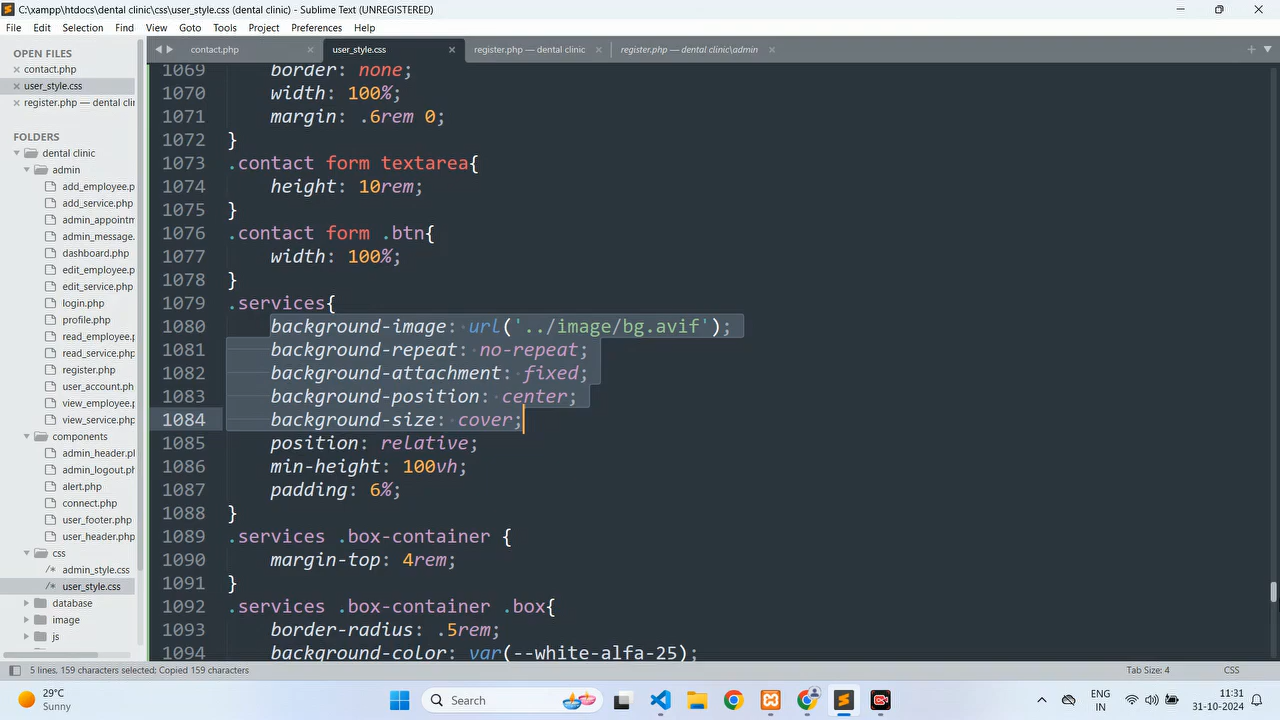 C:\xampp\htdocs\dental clinic\css\user_style.css (dental clinic) - Sublime Text (UNREGISTERED)
File Edit Selection Find View Goto Tools Project Preferences Help
OPEN FILES
contact.php
user_style.css
register.php — dental clin
FOLDERS
dental clinic
admin
add_employee.p
add_service.php
admin_appointm
admin_message.
dashboard.php
edit_employee.p
edit_service.php
login.php
profile.php
read_employee.
read_service.php
register.php
user_account.ph
view_employee.
view_service.php
components
admin_header.pl
admin_logout.ph
alert.php
connect.php
user_footer.php
user_header.php
css
admin_style.css
user_style.css
database
image
js
contact.php user_style.css register.php — dental clinic register.php — dental clinic\admin
1069 border: none;
1070 width: 100%;
1071 margin: .6rem 0;
1072 }
1073 .contact form textarea{
1074 height: 10rem;
1075 }
1076 .contact form .btn{
1077 width: 100%;
1078 }
1079 .services{
1080 background-image: url('../image/bg.avif');
1081 background-repeat: no-repeat;
1082 background-attachment: fixed;
1083 background-position: center;
1084 background-size: cover;
1085 position: relative;
1086 min-height: 100vh;
1087 padding: 6%;
1088 }
1089 .services .box-container {
1090 margin-top: 4rem;
1091 }
1092 .services .box-container .box{
1093 border-radius: .5rem;
1094 background-color: var(--white-alfa-25);
5 lines, 159 characters selected: Copied 159 characters Tab Size: 4 CSS
29°C
Sunny
Search
ENG
IN
11:31
31-10-2024